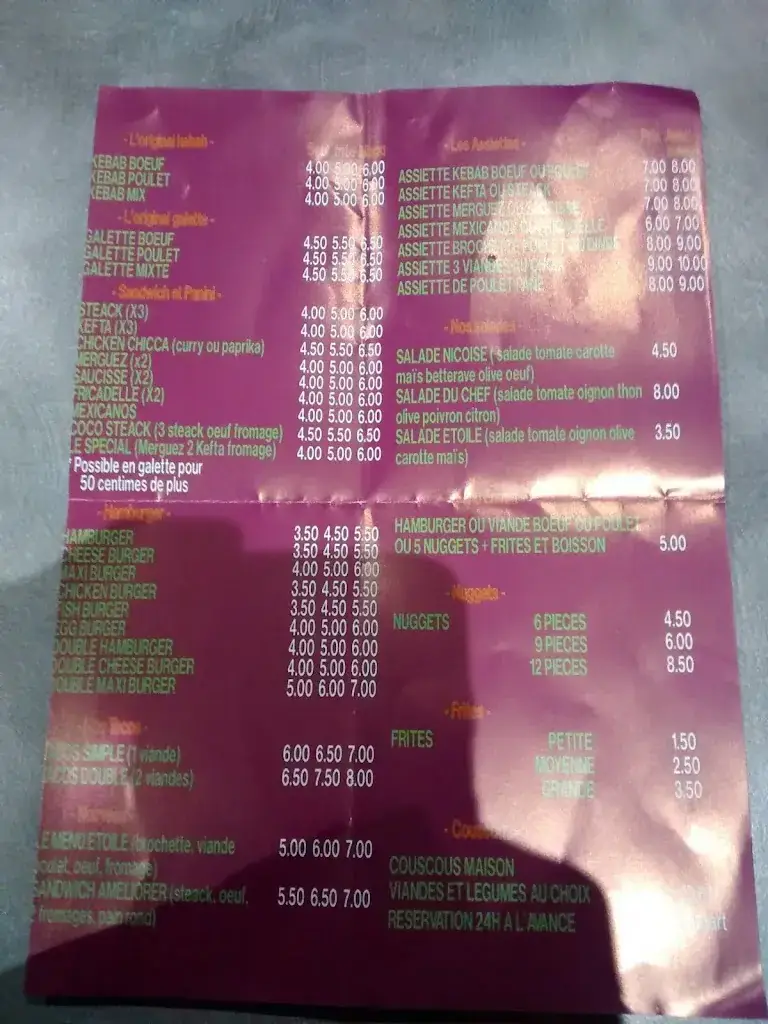 - L'original kebab -
KEBAB BOEUF 4.00 5.00 6.00
KEBAB POULET 4.00 5.00 6.00
KEBAB MIX 4.00 5.00 6.00
- L'original galette -
GALETTE BOEUF 4.50 5.50 6.50
GALETTE POULET 4.50 5.50 6.50
GALETTE MIXTE 4.50 5.50 6.50
- Sandwich et Panini -
STEACK (X3) 4.00 5.00 6.00
KEFTA (X3) 4.00 5.00 6.00
CHICKEN CHICCA (curry ou paprika) 4.50 5.50 6.50
MERGUEZ (x2) 4.00 5.00 6.00
SAUCISSE (X2) 4.00 5.00 6.00
FRICADELLE (X2) 4.00 5.00 6.00
MEXICANOS 4.00 5.00 6.00
COCO STEACK (3 steack oeuf fromage) 4.50 5.50 6.50
LE SPECIAL (Merguez 2 Kefta fromage) 4.00 5.00 6.00
* Possible en galette pour
50 centimes de plus
- Hamburger -
HAMBURGER 3.50 4.50 5.50
CHEESE BURGER 3.50 4.50 5.50
MAXI BURGER 4.00 5.00 6.00
CHICKEN BURGER 3.50 4.50 5.50
FISH BURGER 3.50 4.50 5.50
EGG BURGER 4.00 5.00 6.00
DOUBLE HAMBURGER 4.00 5.00 6.00
DOUBLE CHEESE BURGER 4.00 5.00 6.00
DOUBLE MAXI BURGER 5.00 6.00 7.00
Tacos -
TACOS SIMPLE (1 viande) 6.00 6.50 7.00
TACOS DOUBLE (2 viandes) 6.50 7.50 8.00
LE MENU ETOILE (brochette, viande 5.00 6.00 7.00
poulet, oeuf, fromage)
SANDWICH AMELIORER (steack, oeuf, 5.50 6.50 7.00
fromages, pain rond)
- Les Assiettes -
ASSIETTE KEBAB BOEUF OU POULET 7.00 8.00
ASSIETTE KEFTA OU STEACK 7.00 8.00
ASSIETTE MERGUEZ OU 7.00 8.00
ASSIETTE MEXICANOS OU FRICADELLE 6.00 7.00
ASSIETTE BROCHETTE POULET OU DINDE 8.00 9.00
ASSIETTE 3 VIANDES AU CHOIX 9.00 10.00
ASSIETTE DE POULET PANE 8.00 9.00
- Nos salades -
SALADE NICOISE ( salade tomate carotte 4.50
maïs betterave olive oeuf)
SALADE DU CHEF (salade tomate oignon thon 8.00
olive poivron citron)
SALADE ETOILE (salade tomate oignon olive 3.50
carotte maïs)
HAMBURGER OU VIANDE BOEUF OU POULET
OU 5 NUGGETS + FRITES ET BOISSON 5.00
- Nuggets -
NUGGETS 6 PIECES 4.50
9 PIECES 6.00
12 PIECES 8.50
- Frites -
FRITES PETITE 1.50
MOYENNE 2.50
GRANDE 3.50
COUSCOUS MAISON
VIANDES ET LEGUMES AU CHOIX
RESERVATION 24H A L'AVANCE